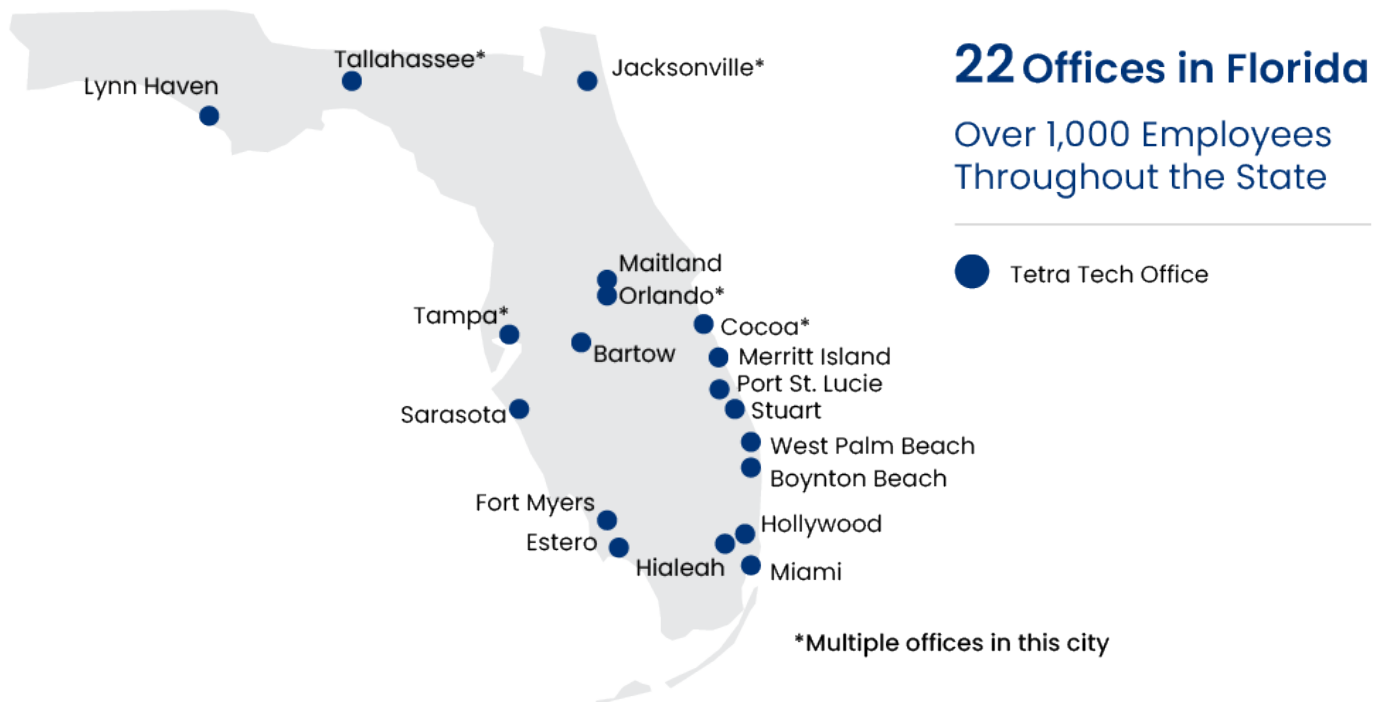 22 Offices in Florida
Over 1,000 Employees
Throughout the State
Tetra Tech Office
Tallahassee*
Jacksonville*
Lynn Haven
Maitland
Orlando*
Tampa*
Cocoa*
Bartow
Merritt Island
Port St. Lucie
Sarasota
Stuart
West Palm Beach
Boynton Beach
Fort Myers
Hollywood
Estero
Hialeah
Miami
*Multiple offices in this city